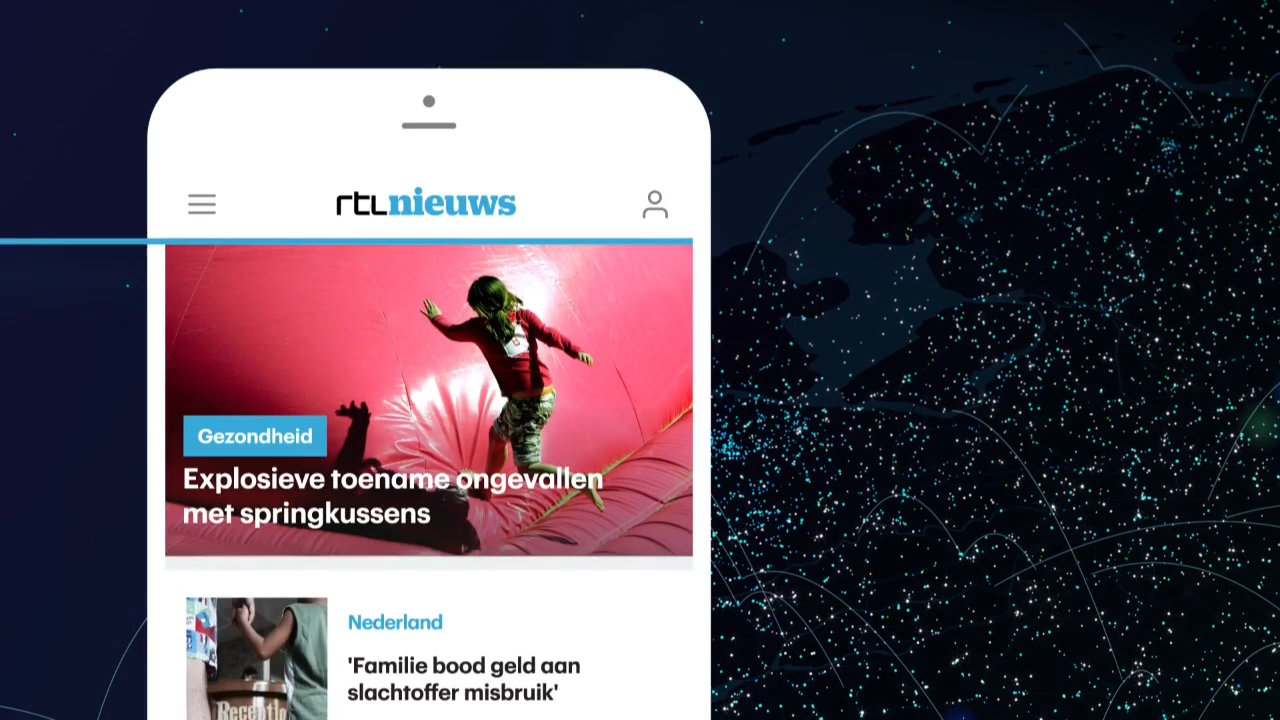 rtlnieuws
Gezondheid
Explosieve toename ongevallen
met springkussens
Nederland
'Familie bood geld aan
slachtoffer misbruik'